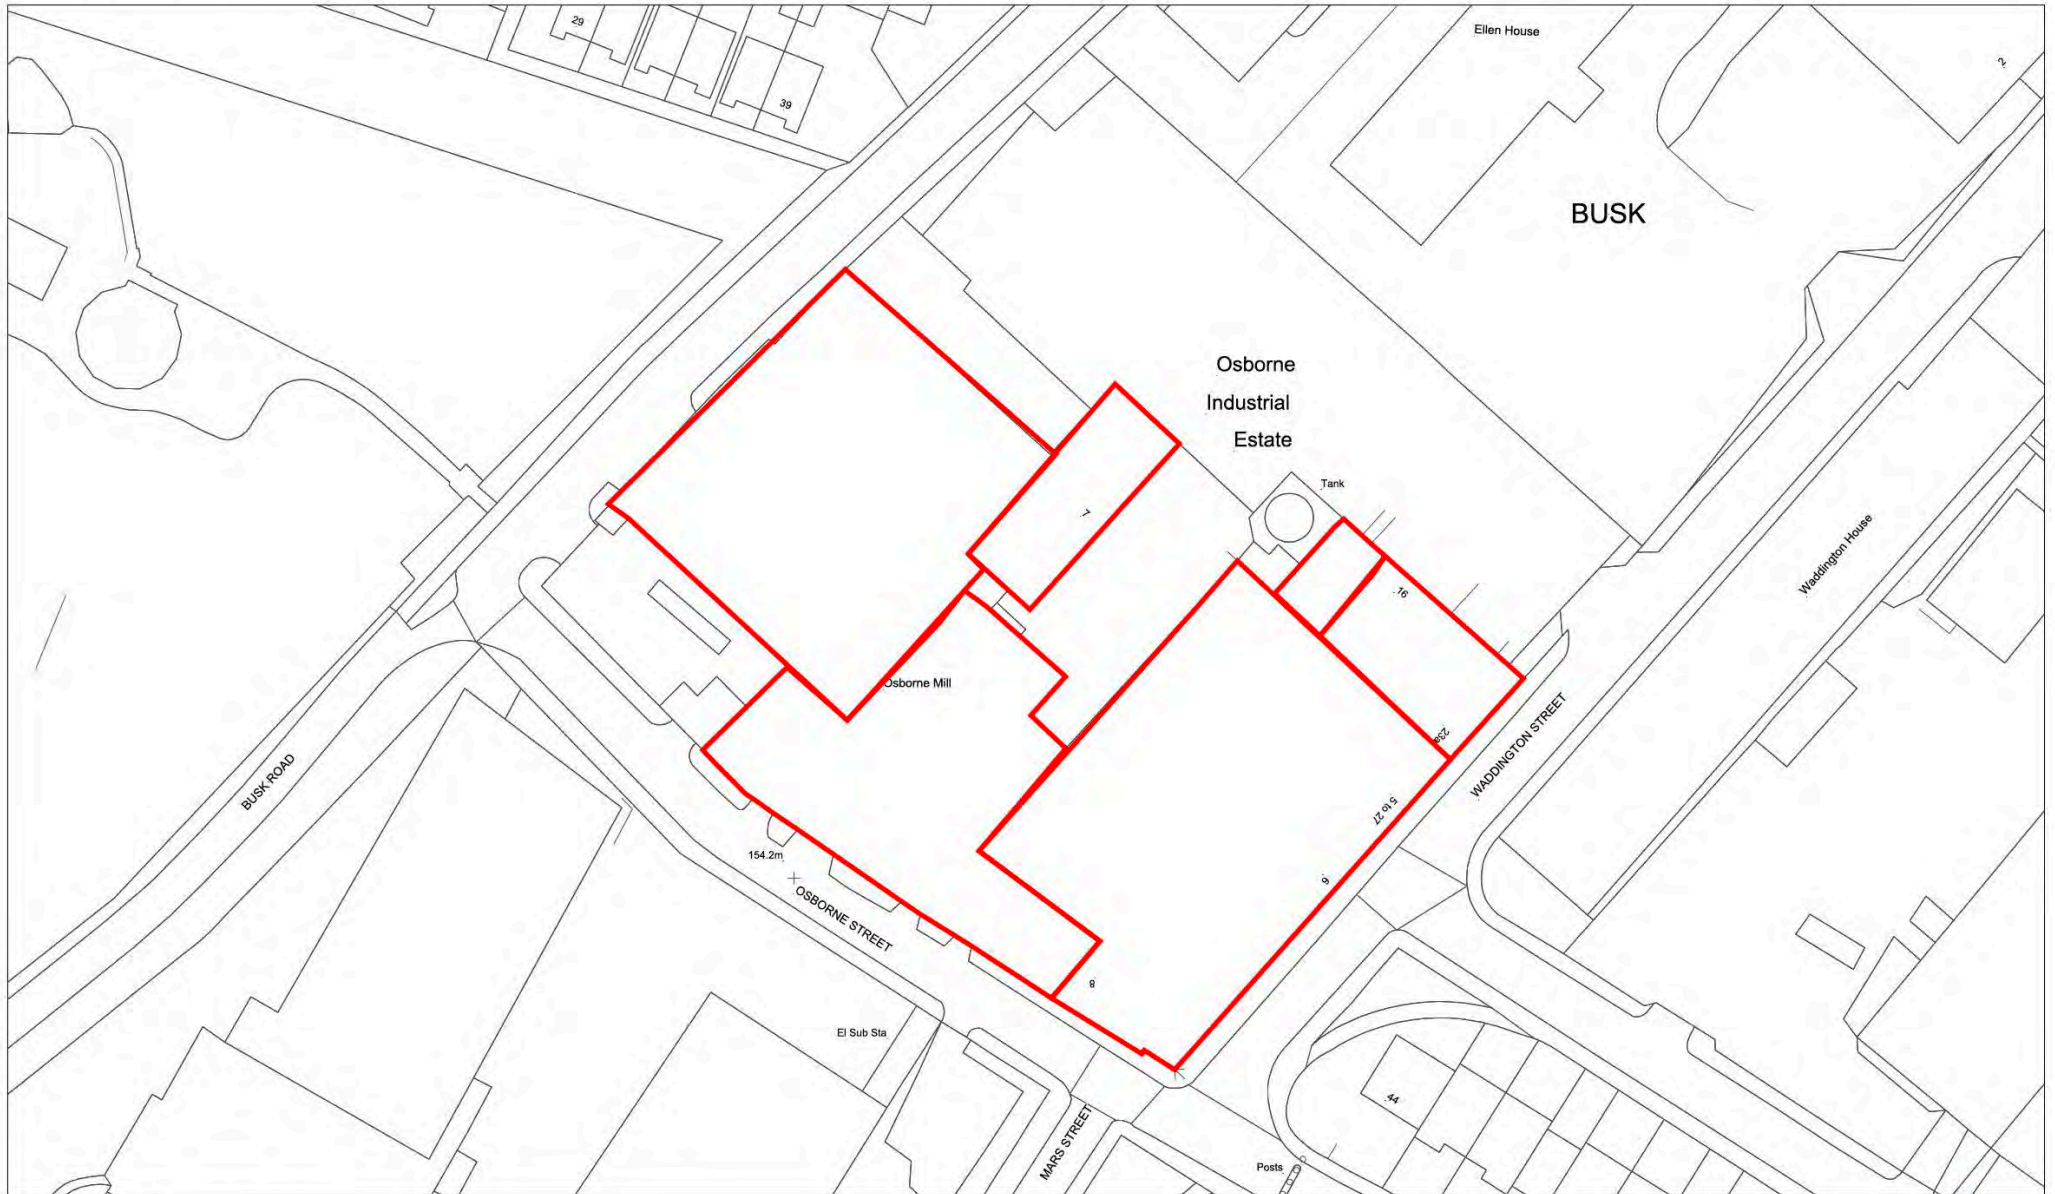 29
39
Ellen House
2
BUSK
Osborne
Industrial
Estate
Tank
7
16
Waddington House
Osborne Mill
WADDINGTON STREET
23a
5 to 27
BUSK ROAD
154.2m
OSBORNE STREET
6
8
El Sub Sta
44
MARS STREET
Posts